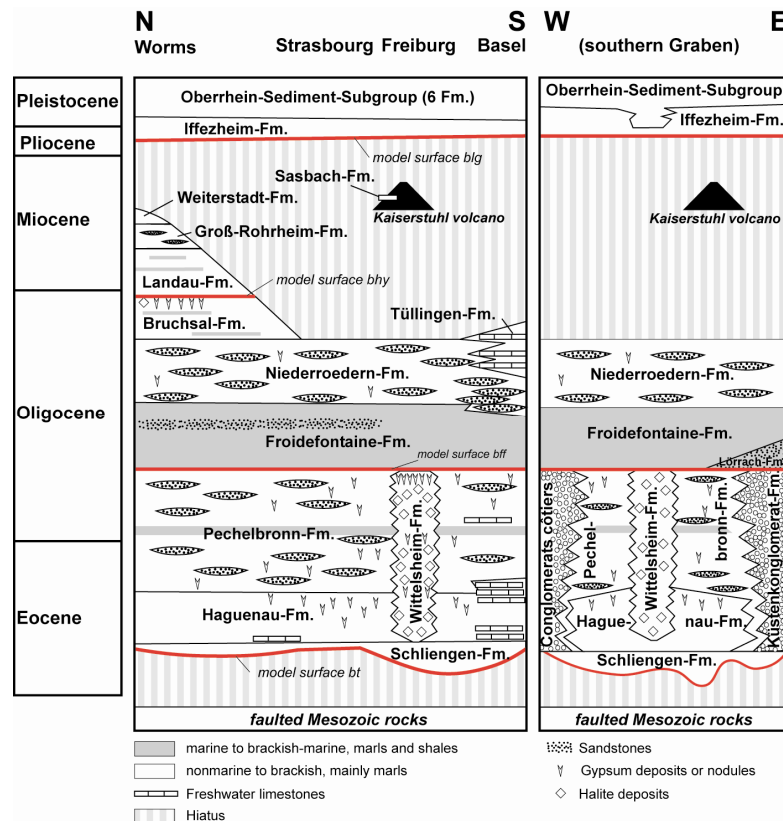 N
S
W
E
Worms
Strasbourg
Freiburg
Basel
(southern Graben)
Pleistocene
Pliocene
Miocene
Oligocene
Eocene
Oberrhein-Sediment-Subgroup (6 Fm.)
Iffezheim-Fm.
model surface blg
Sasbach-Fm.
Weiterstadt-Fm.
Kaiserstuhl volcano
Groß-Rohrheim-Fm.
Landau-Fm.
model surface bhy
Bruchsal-Fm.
Tüllingen-Fm.
Niederroedern-Fm.
Froidefontaine-Fm.
model surface bff
Pechelbronn-Fm.
Wittelsheim-Fm.
Haguenau-Fm.
Schliengen-Fm.
model surface bt
faulted Mesozoic rocks
Oberrhein-Sediment-Subgroup
Iffezheim-Fm.
Kaiserstuhl volcano
Niederroedern-Fm.
Froidefontaine-Fm.
Lörrach-Fm.
Conglomerats côtiers
Pechel-
Wittelsheim-Fm.
bronn-Fm.
Küstenkonglomerat-Fm.
Hague-
nau-Fm.
Schliengen-Fm.
faulted Mesozoic rocks
marine to brackish-marine, marls and shales
nonmarine to brackish, mainly marls
Freshwater limestones
Hiatus
Sandstones
Gypsum deposits or nodules
Halite deposits